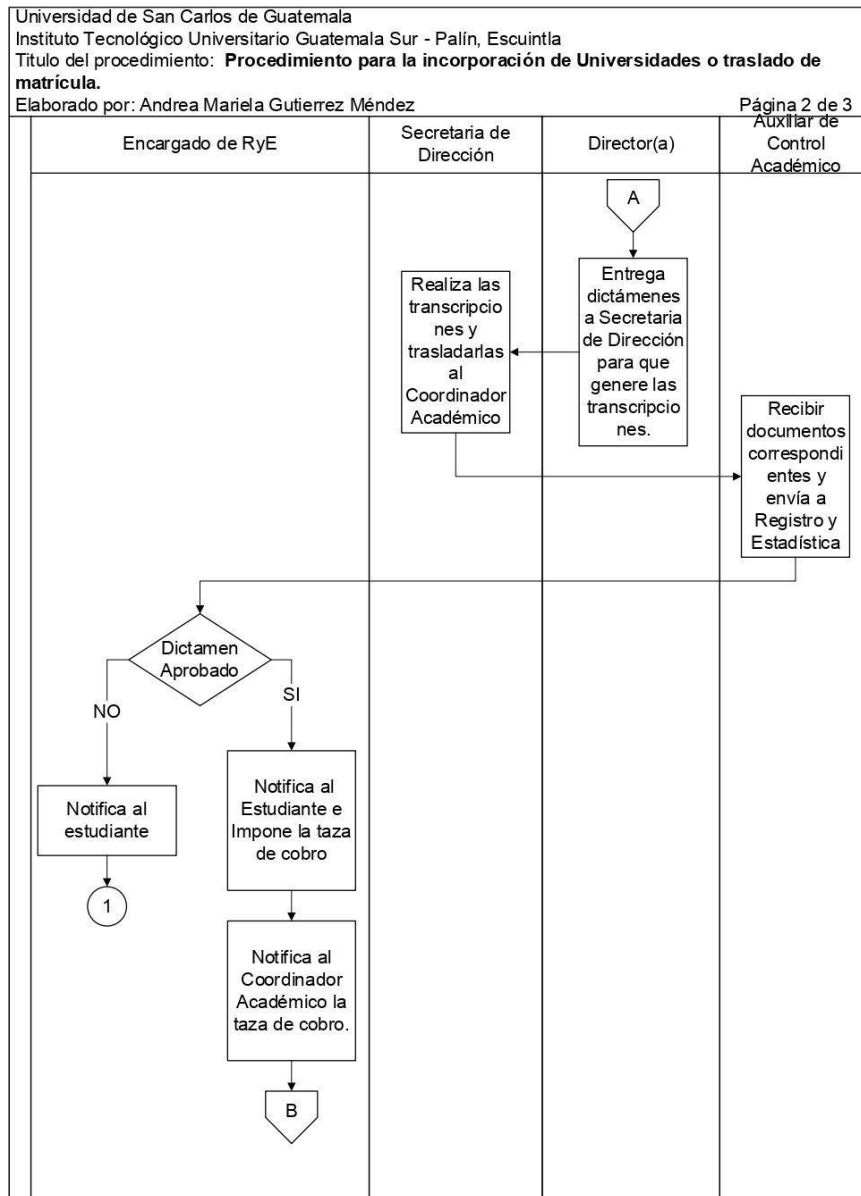 Universidad de San Carlos de Guatemala
Instituto Tecnológico Universitario Guatemala Sur - Palín, Escuintla
Titulo del procedimiento: Procedimiento para la incorporación de Universidades o traslado de
matrícula.
Elaborado por: Andrea Mariela Gutierrez Méndez Página 2 de 3
Encargado de RyE
Secretaria de
Dirección
Director(a)
Auxiliar de
Control
Académico
A
Entrega
dictámenes
a Secretaria
de Dirección
para que
genere las
transcripcio
nes.
Realiza las
transcripcio
nes y
trasladarlas
al
Coordinador
Académico
Recibir
documentos
correspondi
entes y
envía a
Registro y
Estadística
Dictamen
Aprobado
NO
SI
Notifica al
estudiante
1
Notifica al
Estudiante e
Impone la taza
de cobro
Notifica al
Coordinador
Académico la
taza de cobro.
B